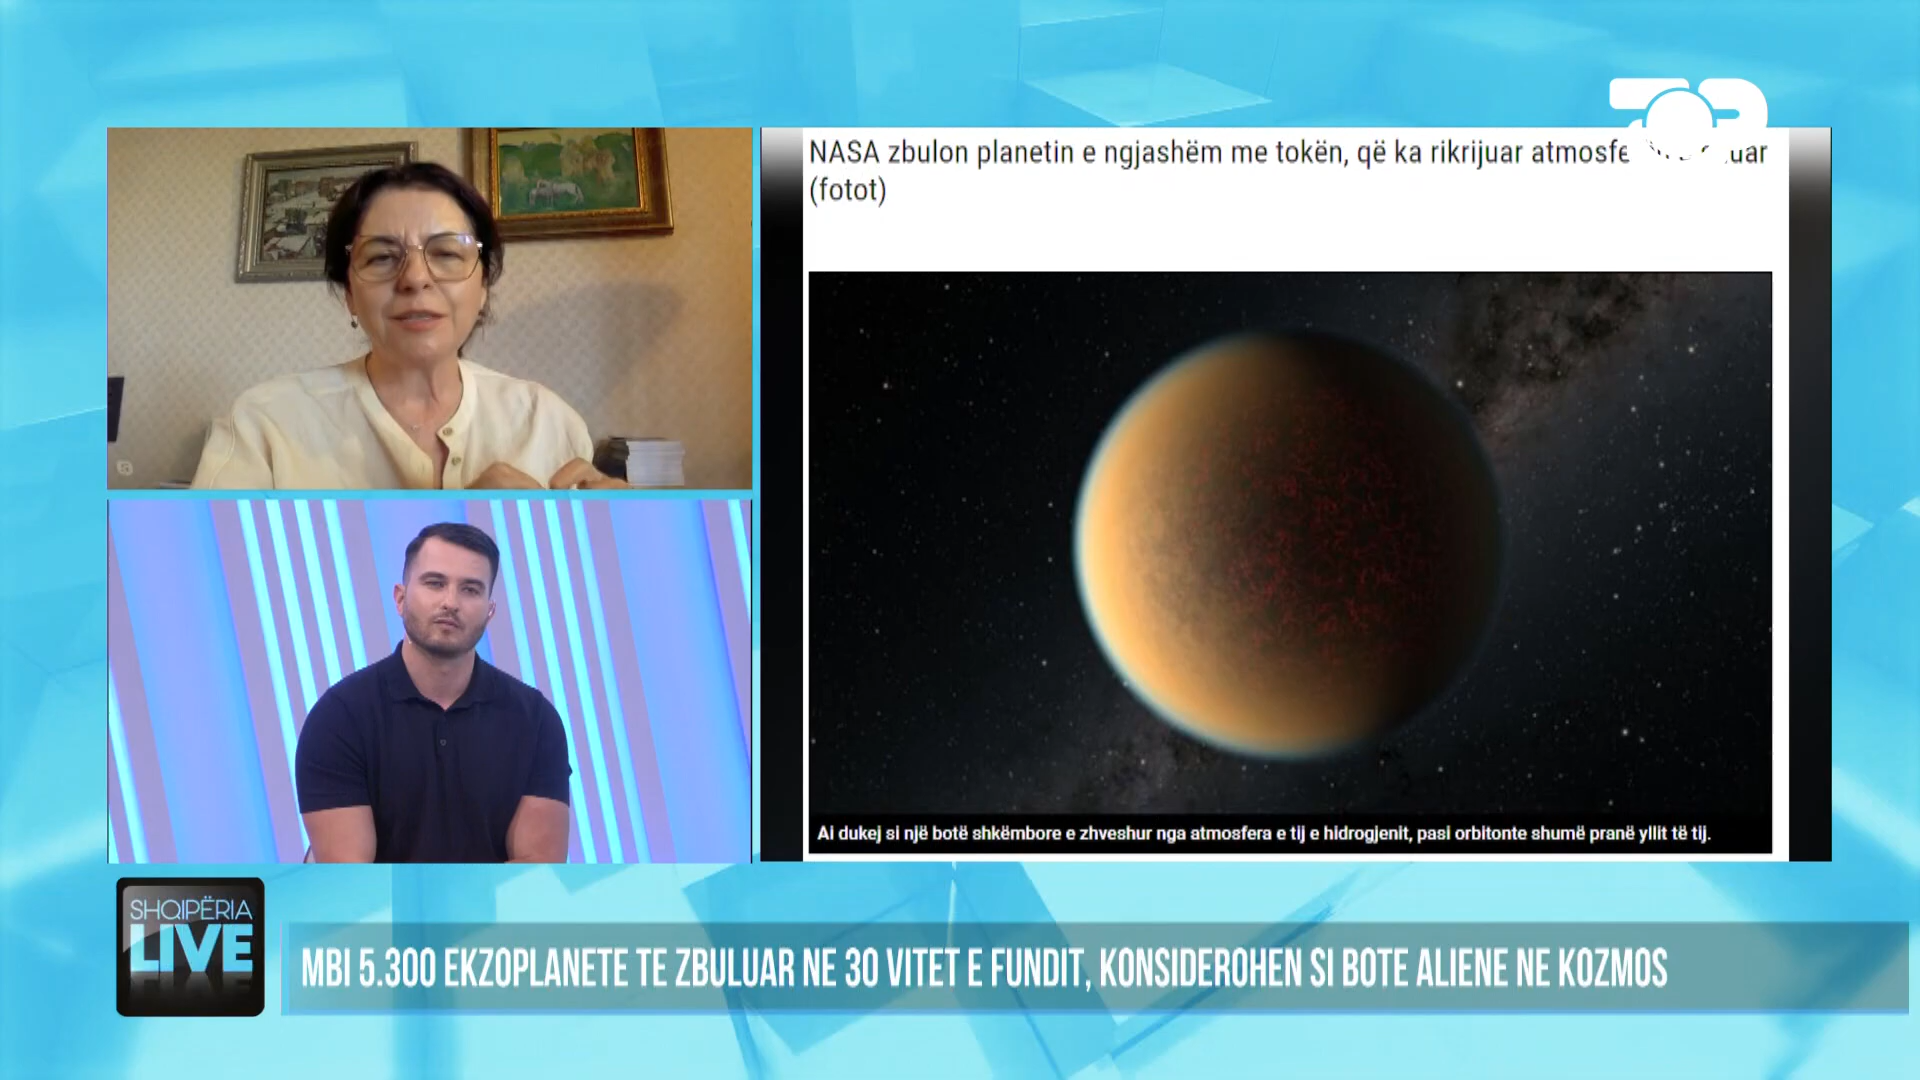 NASA zbulon planetin e ngjashëm me tokën, që ka rikrijuar
(fotot)
Ai dukej si një botë shkëmbore e zhveshur nga atmosfera e tij e hidrogjenit, pasi orbitonte shumë pranë yllit të tij.
SHQIPËRIA
LIVE
MBI 5.300 EKZOPLANETE TE ZBULUAR NE 30 VITET E FUNDIT, KONSIDEROHEN SI BOTE ALIENE NE KOZMOS